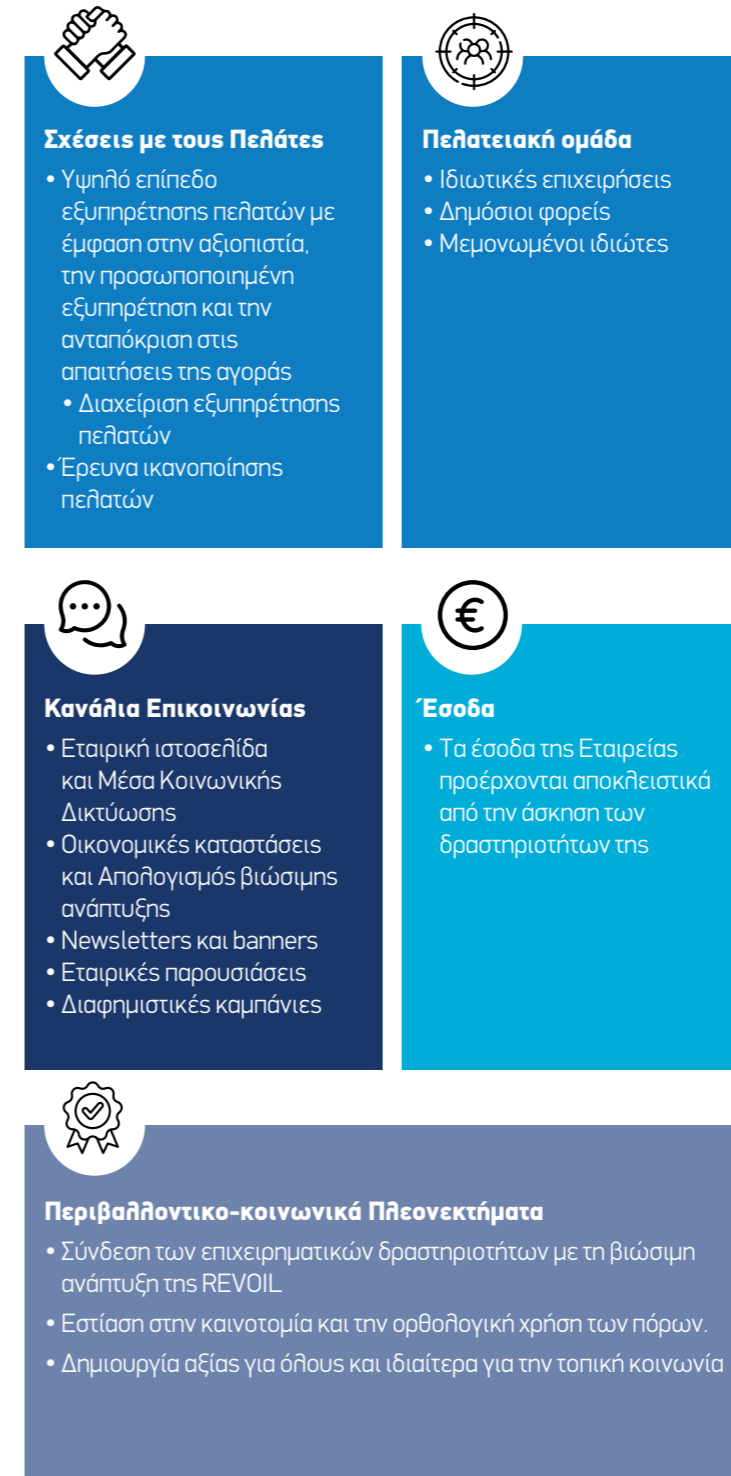 Σχέσεις με τους Πελάτες
• Υψηλό επίπεδο
εξυπηρέτησης πελατών με
έμφαση στην αξιοπιστία,
την προσωποποιημένη
εξυπηρέτηση και την
ανταπόκριση στις
απαιτήσεις της αγοράς
• Διαχείριση εξυπηρέτησης
πελατών
• Έρευνα ικανοποίησης
πελατών
Πελατειακή ομάδα
• Ιδιωτικές επιχειρήσεις
• Δημόσιοι φορείς
• Μεμονωμένοι ιδιώτες
Κανάλια Επικοινωνίας
• Εταιρική ιστοσελίδα
και Μέσα Κοινωνικής
Δικτύωσης
• Οικονομικές καταστάσεις
και Απολογισμός βιώσιμης
ανάπτυξης
• Newsletters και banners
• Εταιρικές παρουσιάσεις
• Διαφημιστικές καμπάνιες
€
Έσοδα
• Τα έσοδα της Εταιρείας
προέρχονται αποκλειστικά
από την άσκηση των
δραστηριοτήτων της
Περιβαλλοντικο-κοινωνικά Πλεονεκτήματα
• Σύνδεση των επιχειρηματικών δραστηριοτήτων με τη βιώσιμη
ανάπτυξη της REVOIL
• Εστίαση στην καινοτομία και την ορθολογική χρήση των πόρων.
• Δημιουργία αξίας για όλους και ιδιαίτερα για την τοπική κοινωνία